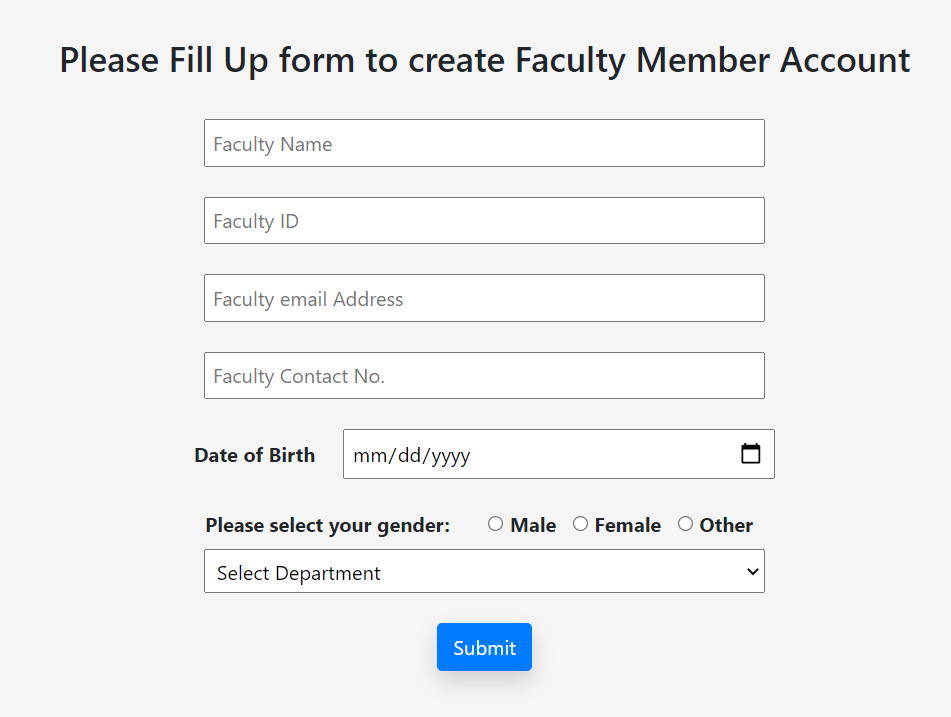 Please Fill Up form to create Faculty Member Account
Faculty Name
Faculty ID
Faculty email Address
Faculty Contact No.
Date of Birth mm/dd/yyyy
Please select your gender: Male Female Other
Select Department
Submit